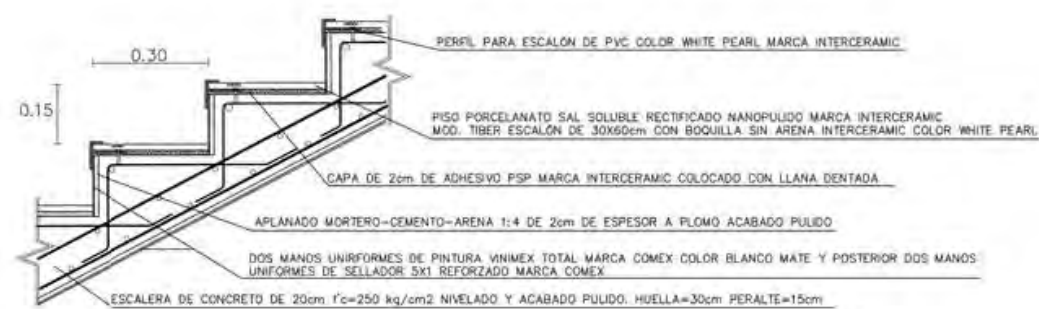 PERFIL PARA ESCALÓN DE PVC COLOR WHITE PEARL MARCA INTERCERAMIC
0.30
0.15
PISO PORCELANATO SAL SOLUBLE RECTIFICADO NANOPULIDO MARCA INTERCERAMIC
MOD. TIBER ESCALÓN DE 30X60cm CON BOQUILLA SIN ARENA INTERCERAMIC COLOR WHITE PEARL
CAPA DE 2cm DE ADHESIVO PSP MARCA INTERCERAMIC COLOCADO CON LLANA DENTADA
APLANADO MORTERO-CEMENTO-ARENA 1:4 DE 2cm DE ESPESOR A PLOMO ACABADO PULIDO
DOS MANOS UNIRFORMES DE PINTURA VINIMEX TOTAL MARCA COMEX COLOR BLANCO MATE Y POSTERIOR DOS MANOS
UNIFORMES DE SELLADOR 5X1 REFORZADO MARCA COMEX
ESCALERA DE CONCRETO DE 20cm f'c=250 kg/cm2 NIVELADO Y ACABADO PULIDO. HUELLA=30cm PERALTE=15cm